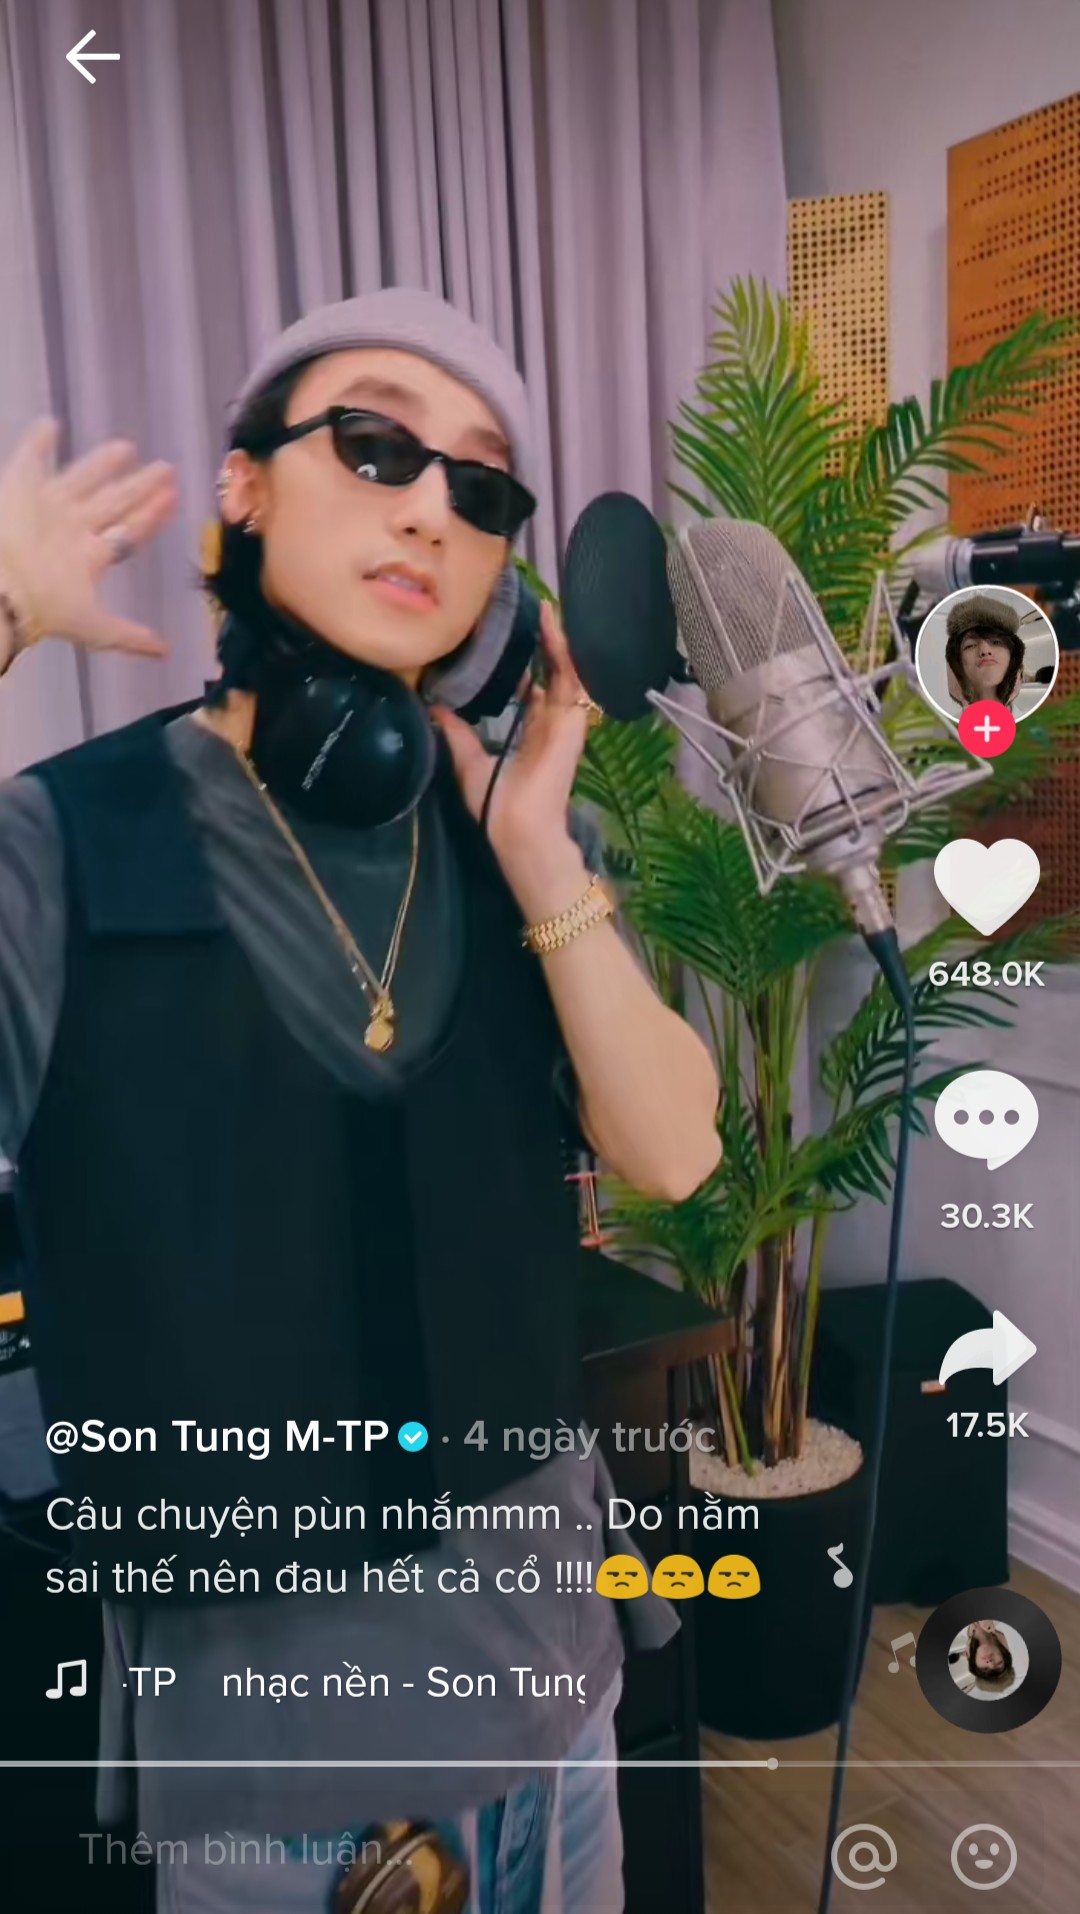 648.0K
30.3K
17.5K
@Son Tung M-TP · 4 ngày trước
Câu chuyện pùn nhắmmm .. Do nằm
sai thế nên đau hết cả cổ !!!!😒😒😒
·TP nhạc nền - Son Tung
Thêm bình luận...